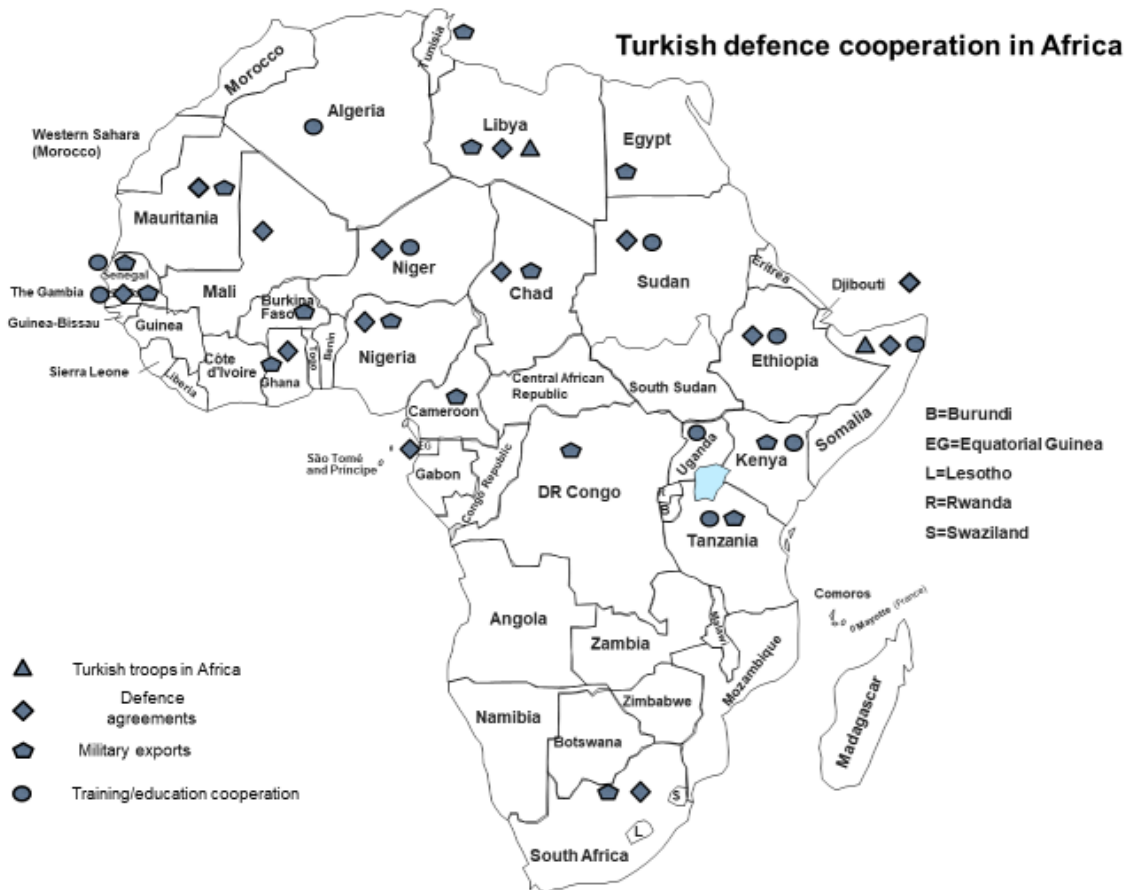 Turkish defence cooperation in Africa
Tunisia
Morocco
Algeria
Libya
Egypt
Western Sahara
(Morocco)
Mauritania
Senegal
The Gambia
Guinea-Bissau
Mali
Niger
Chad
Sudan
Eritrea
Djibouti
Burkina
Faso
Guinea
Sierra Leone
Liberia
Côte
d'Ivoire
Ghana
Togo
Benin
Nigeria
Ethiopia
Central African
Republic
South Sudan
Cameroon
Somalia
B=Burundi
EG=Equatorial Guinea
L=Lesotho
R=Rwanda
S=Swaziland
São Tomé
and Principe
EG
Gabon
Congo Republic
DR Congo
Uganda
Kenya
R
B
Tanzania
Comoros
Mayotte (France)
Angola
Zambia
Malawi
Mozambique
Madagascar
Zimbabwe
Namibia
Botswana
S
L
South Africa
Turkish troops in Africa
Defence
agreements
Military exports
Training/education cooperation